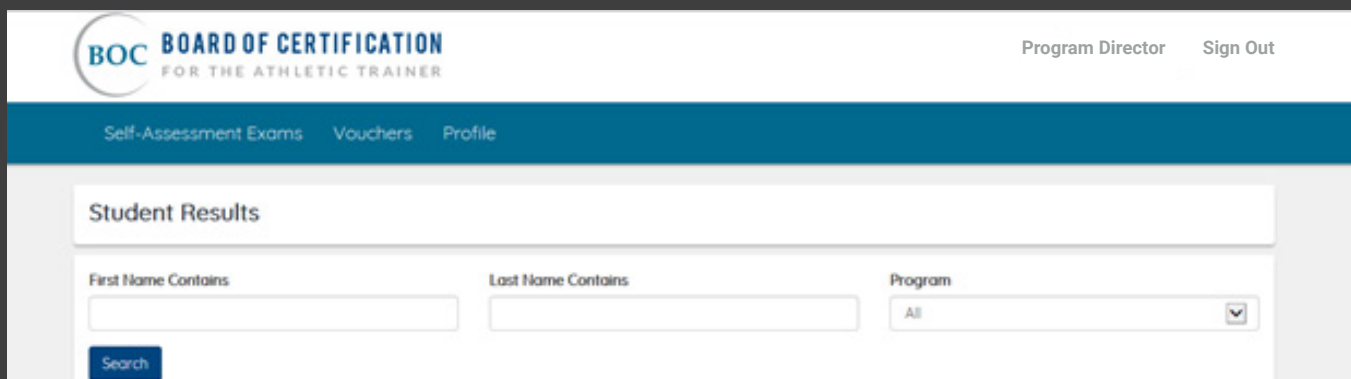 BOC BOARD OF CERTIFICATION
FOR THE ATHLETIC TRAINER
Program Director Sign Out
Self-Assessment Exams Vouchers Profile
Student Results
First Name Contains Last Name Contains Program
All
Search